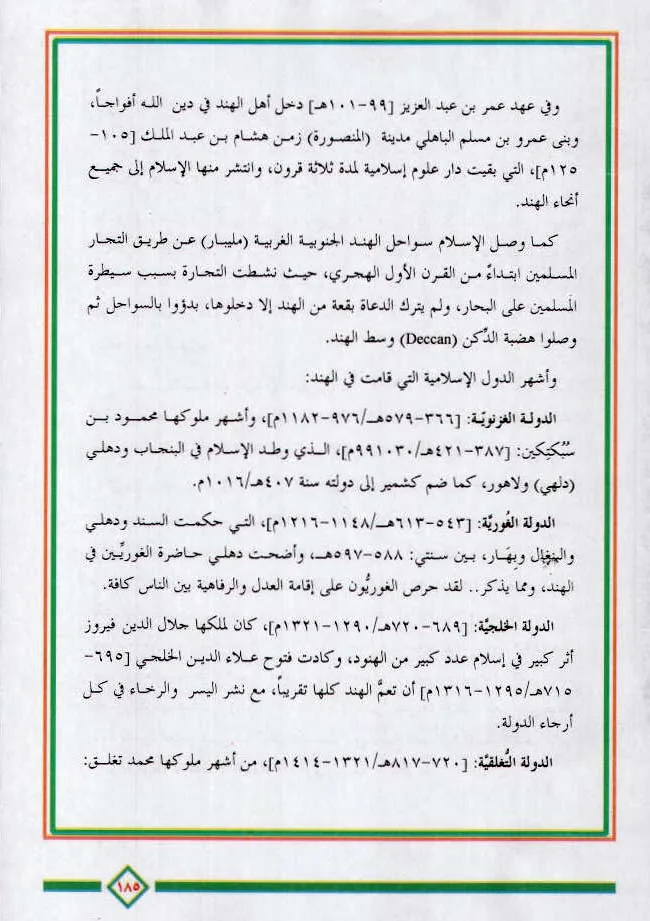 وفي عهد عمر بن عبد العزيز [٩٩-١٠١هـ] دخل أهل الهند في دين الله أفواجاً،
وبنى عمرو بن مسلم الباهلي مدينة (المنصورة) زمن هشام بن عبد الملك [١٠٥-
١٢٥م]، التي بقيت دار علوم إسلامية لمدة ثلاثة قرون، وانتشر منها الإسلام إلى جميع
أنحاء الهند.
كما وصل الإسلام سواحل الهند الجنوبية الغربية (مليبار) عن طريق التجار
المسلمين ابتداءً من القرن الأول الهجري، حيث نشطت التجارة بسبب سيطرة
المسلمين على البحار، ولم يترك الدعاة بقعة من الهند إلا دخلوها، بدؤوا بالسواحل ثم
وصلوا هضبة الدِّكن (Deccan) وسط الهند.
وأشهر الدول الإسلامية التي قامت في الهند:
الدولة الغزنويّة: [٣٦٦-٥٧٩هـ/٩٧٦-١١٨٢م]، وأشهر ملوكها محمود بن
سُبُكتِكين: [٣٨٧-٤٢١هـ/٩٩١٠٣٠م]، الذي وطد الإسلام في البنجاب ودهلي
(دلهي) ولاهور، كما ضم كشمير إلى دولته سنة ٤٠٧هـ/١٠١٦م.
الدولة الغُوريَّة: [٥٤٣-٦١٣هـ/١١٤٨-١٢١٦م]، التي حكمت السند ودهلي
وبِهَار، بين سنتي: ٥٨٨-٥٩٧هـ، وأضحت دهلي حاضرة الغوريِّين في
الهند، ومما يذكر.. لقد حرص الغوريُّون على إقامة العدل والرفاهية بين الناس كافة.
الدولة الخلجيَّة: [٦٨٩-٧٢٠هـ/١٢٩٠-١٣٢١م]، كان لملكها جلال الدين فيروز
أثر كبير في إسلام عدد كبير من الهنود، وكادت فتوح علاء الدين الخلجي [٦٩٥-
٧١٥هـ/١٢٩٥-١٣١٦م] أن تعمَّ الهند كلها تقريباً، مع نشر اليسر والرخاء في كل
أرجاء الدولة.
الدولة التُّغلقيَّة: [٧٢٠-٨١٧هـ/١٣٢١-١٤١٤م]، من أشهر ملوكها محمد تغلق:
١٨٥